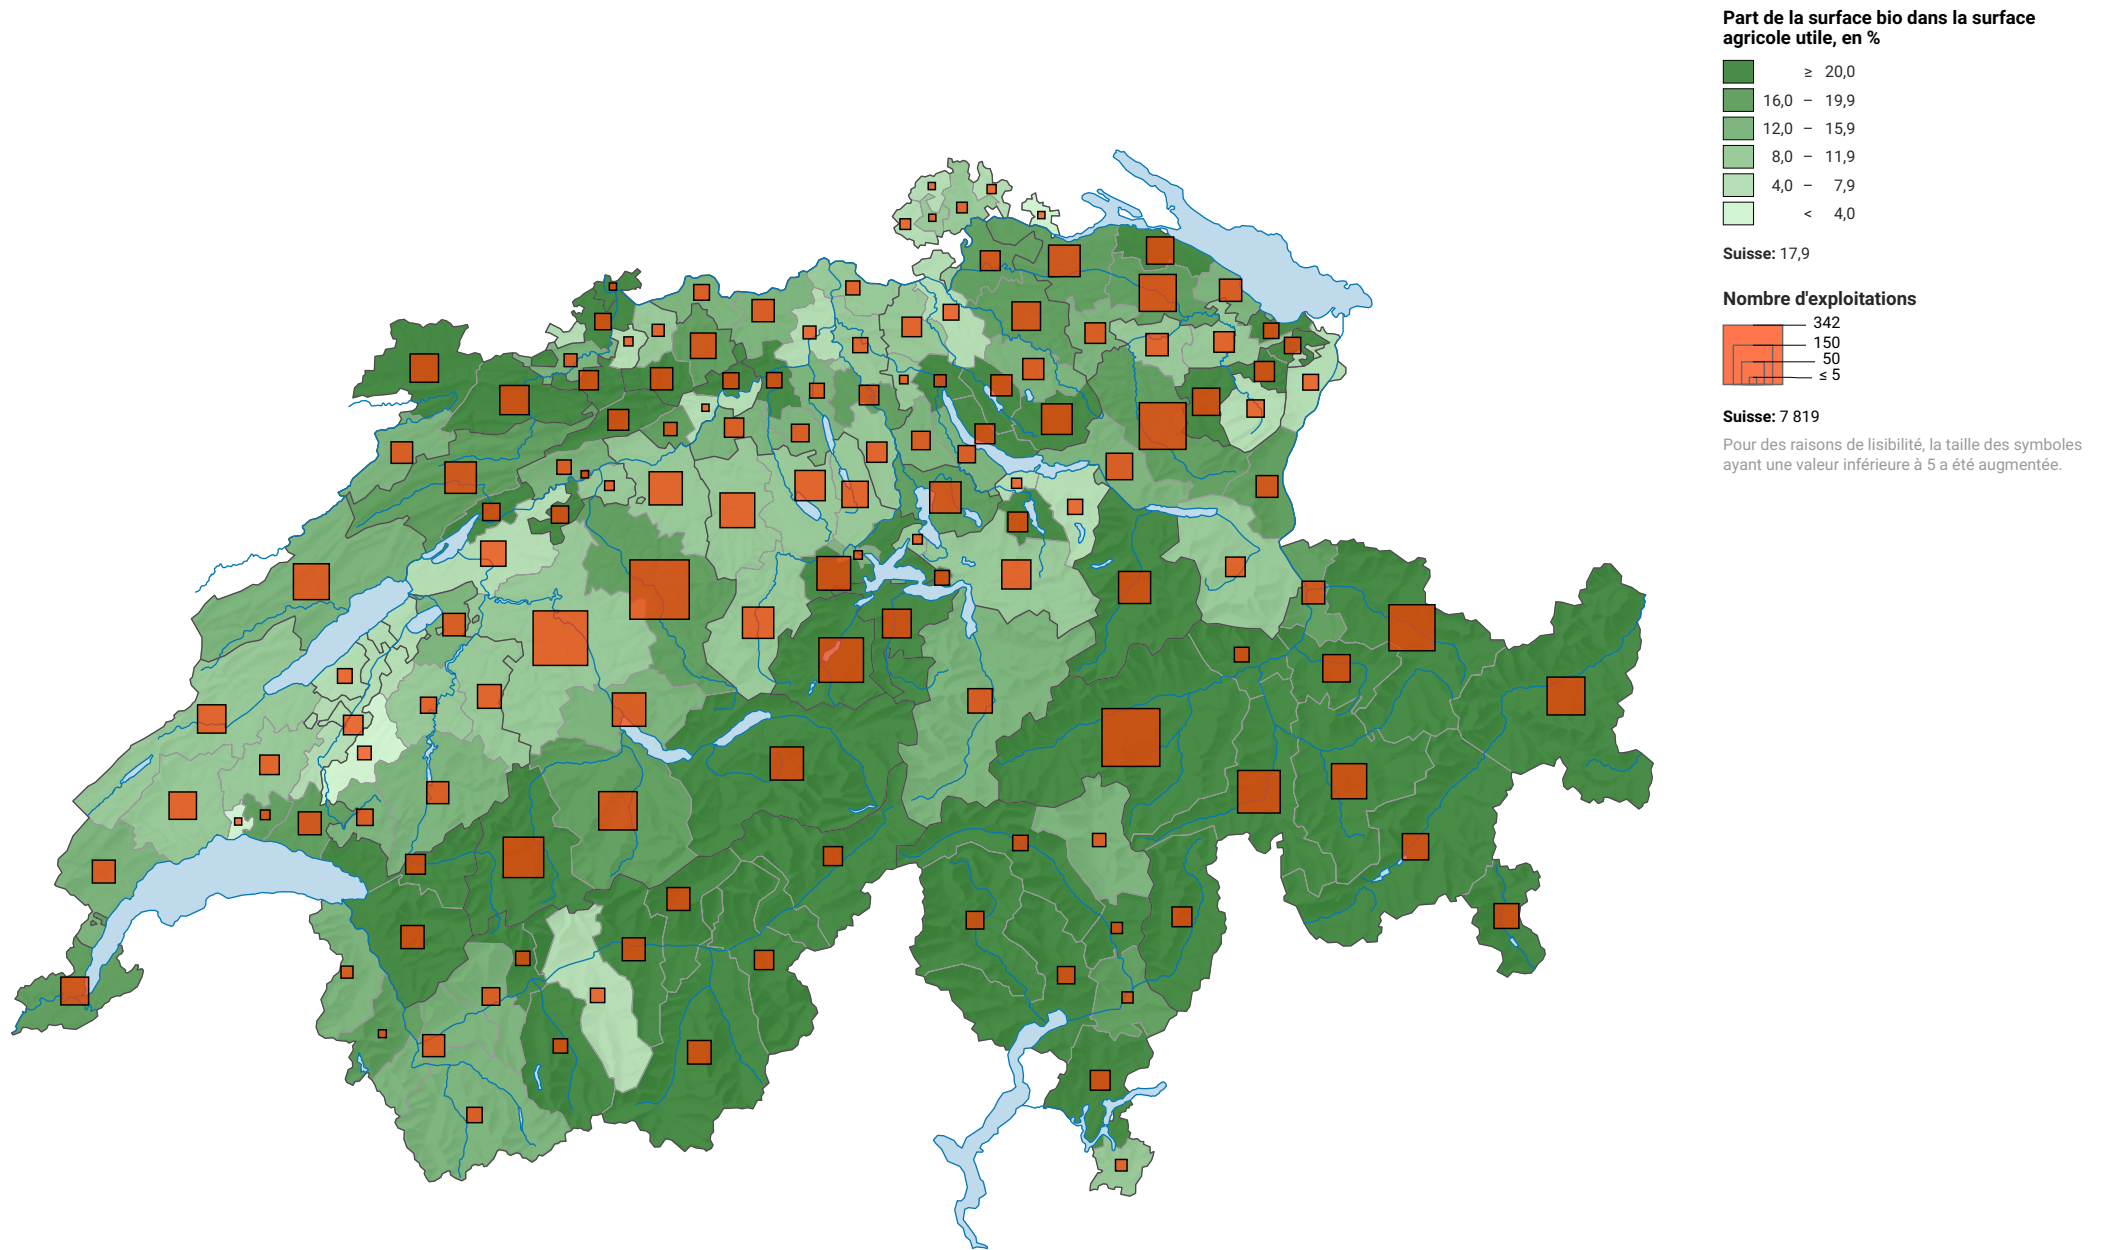 Part de la surface bio dans la surface
agricole utile, en %
≥ 20,0
16,0 – 19,9
12,0 – 15,9
8,0 – 11,9
4,0 – 7,9
< 4,0
Suisse: 17,9
Nombre d'exploitations
342
150
50
≤ 5
Suisse: 7 819
Pour des raisons de lisibilité, la taille des symboles
ayant une valeur inférieure à 5 a été augmentée.